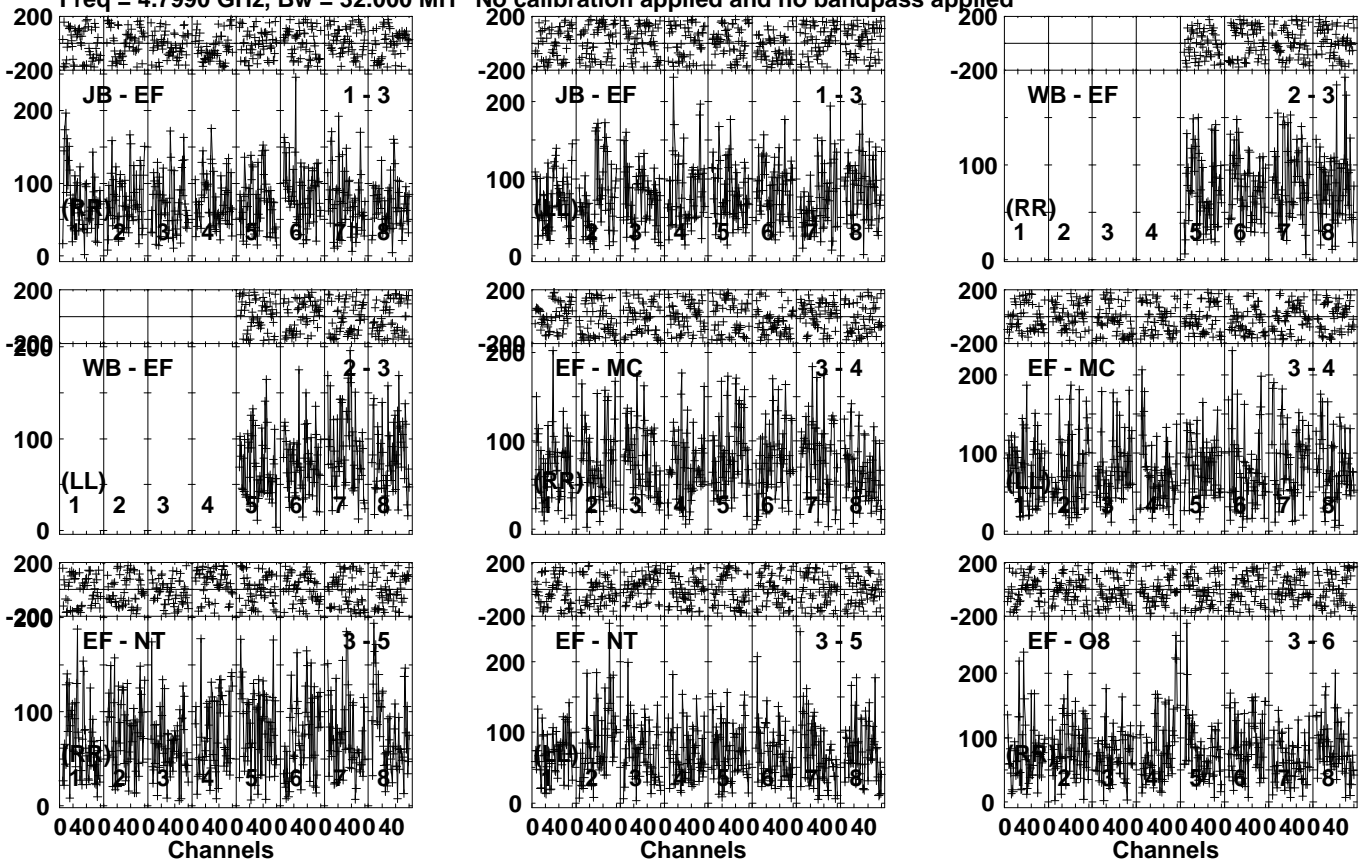 Freq = 4.7990 GHz, Bw = 32.000 MH No calibration applied and no bandpass applied
200 200 200
-200 -200 -200
JB - EF 1 - 3 JB - EF 1 - 3 WB - EF 2 - 3
200 200
100 100 100
(RR) (LL) (RR)
1 2 3 4 5 6 7 8 1 2 3 4 5 6 7 8 1 2 3 4 5 6 7 8
0 0 0
200 200 200
-200 -200 -200
200 200
WB - EF 2 - 3 EF - MC 3 - 4 EF - MC 3 - 4
200
100 100 100
(LL) (RR) (LL)
1 2 3 4 5 6 7 8 1 2 3 4 5 6 7 8 1 2 3 4 5 6 7 8
0 0 0
200 200 200
-200 -200 -200
200
EF - NT 3 - 5 EF - NT 3 - 5 EF - O8 3 - 6
200 200
100 100 100
(RR) (LL) (RR)
1 2 3 4 5 6 7 8 1 2 3 4 5 6 7 8 1 2 3 4 5 6 7 8
0 0 0
0 40 0 40 0 40 0 40 0 40 0 40 0 40 40 0 40 0 40 0 40 0 40 0 40 0 40 0 40 40 0 40 0 40 0 40 0 40 0 40 0 40 0 40 40
Channels Channels Channels